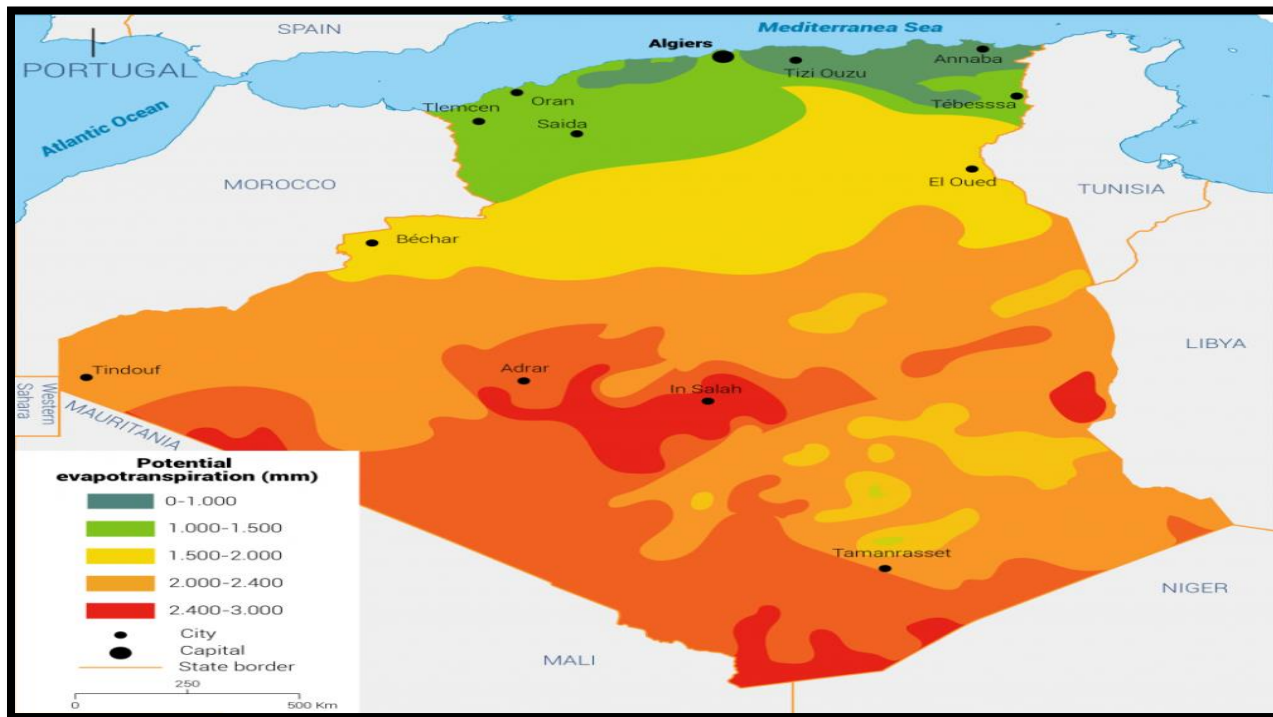 SPAIN
Mediterranea Sea
Algiers
PORTUGAL
Annaba
Tizi Ouzu
Oran
Tlemcen
Tébesssa
Saida
Atlantic Ocean
El Oued
MOROCCO
TUNISIA
Béchar
LIBYA
Tindouf
Adrar
In Salah
Western
Sahara
MAURITANIA
Potential
evapotranspiration (mm)
0-1.000
1.000-1.500
1.500-2.000
2.000-2.400
2.400-3.000
City
Capital
State border
250
0 500 Km
Tamanrasset
NIGER
MALI